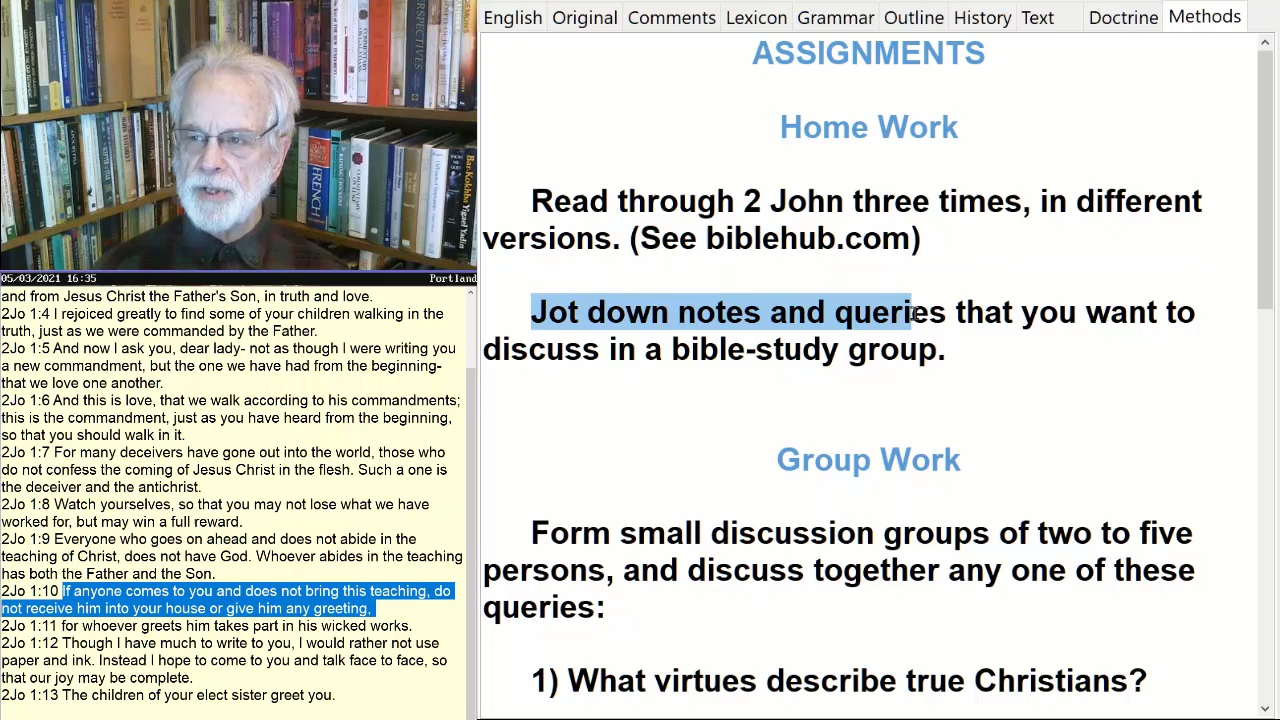 English Original Comments Lexicon Grammar Outline History Text Doctrine Methods
FRENCH
Bar-Kokhba Yigael Yadin
05/03/2021 16:35 Portland
and from Jesus Christ the Father's Son, in truth and love.
2Jo 1:4 I rejoiced greatly to find some of your children walking in the
truth, just as we were commanded by the Father.
2Jo 1:5 And now I ask you, dear lady- not as though I were writing you
a new commandment, but the one we have had from the beginning-
that we love one another.
2Jo 1:6 And this is love, that we walk according to his commandments;
this is the commandment, just as you have heard from the beginning,
so that you should walk in it.
2Jo 1:7 For many deceivers have gone out into the world, those who
do not confess the coming of Jesus Christ in the flesh. Such a one is
the deceiver and the antichrist.
2Jo 1:8 Watch yourselves, so that you may not lose what we have
worked for, but may win a full reward.
2Jo 1:9 Everyone who goes on ahead and does not abide in the
teaching of Christ, does not have God. Whoever abides in the teaching
has both the Father and the Son.
2Jo 1:10 If anyone comes to you and does not bring this teaching, do
not receive him into your house or give him any greeting,
2Jo 1:11 for whoever greets him takes part in his wicked works.
2Jo 1:12 Though I have much to write to you, I would rather not use
paper and ink. Instead I hope to come to you and talk face to face, so
that our joy may be complete.
2Jo 1:13 The children of your elect sister greet you.
ASSIGNMENTS
Home Work
Read through 2 John three times, in different
versions. (See biblehub.com)
Jot down notes and queries that you want to
discuss in a bible-study group.
Group Work
Form small discussion groups of two to five
persons, and discuss together any one of these
queries:
1) What virtues describe true Christians?